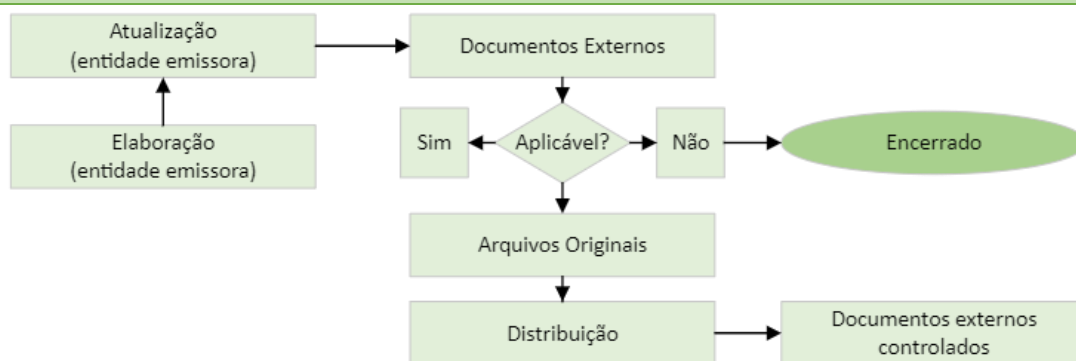 Atualização
(entidade emissora)
Documentos Externos
Elaboração
(entidade emissora)
Sim
Aplicável?
Não
Encerrado
Arquivos Originais
Distribuição
Documentos externos
controlados